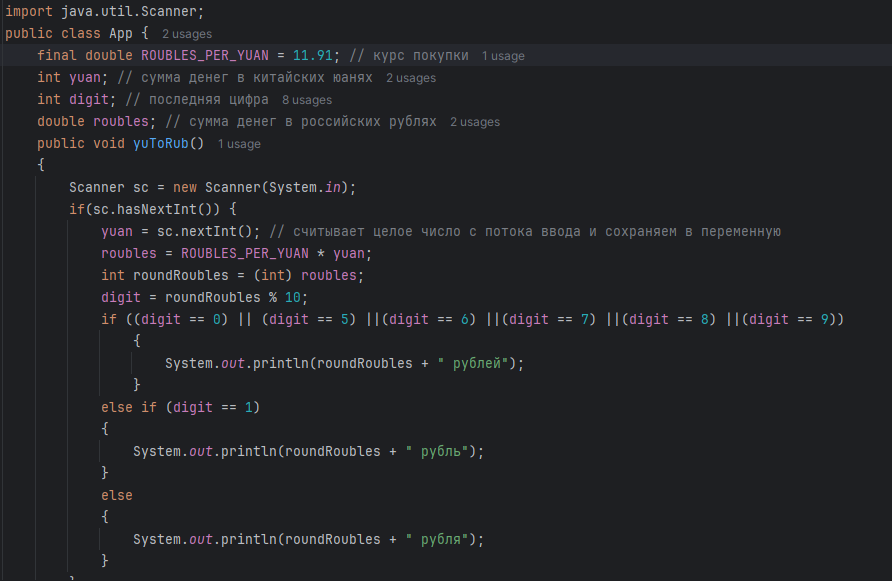 import java.util.Scanner;
public class App {  2 usages
    final double ROUBLES_PER_YUAN = 11.91; // курс покупки  1 usage
    int yuan; // сумма денег в китайских юанях  2 usages
    int digit; // последняя цифра  8 usages
    double roubles; // сумма денег в российских рублях  2 usages
    public void yuToRub()  1 usage
    {
        Scanner sc = new Scanner(System.in);
        if(sc.hasNextInt()) {
            yuan = sc.nextInt(); // считывает целое число с потока ввода и сохраняем в переменную
            roubles = ROUBLES_PER_YUAN * yuan;
            int roundRoubles = (int) roubles;
            digit = roundRoubles % 10;
            if ((digit == 0) || (digit == 5) ||(digit == 6) ||(digit == 7) ||(digit == 8) ||(digit == 9))
                {
                    System.out.println(roundRoubles + " рублей");
                }
            else if (digit == 1)
            {
                System.out.println(roundRoubles + " рубль");
            }
            else
            {
                System.out.println(roundRoubles + " рубля");
            }
        }